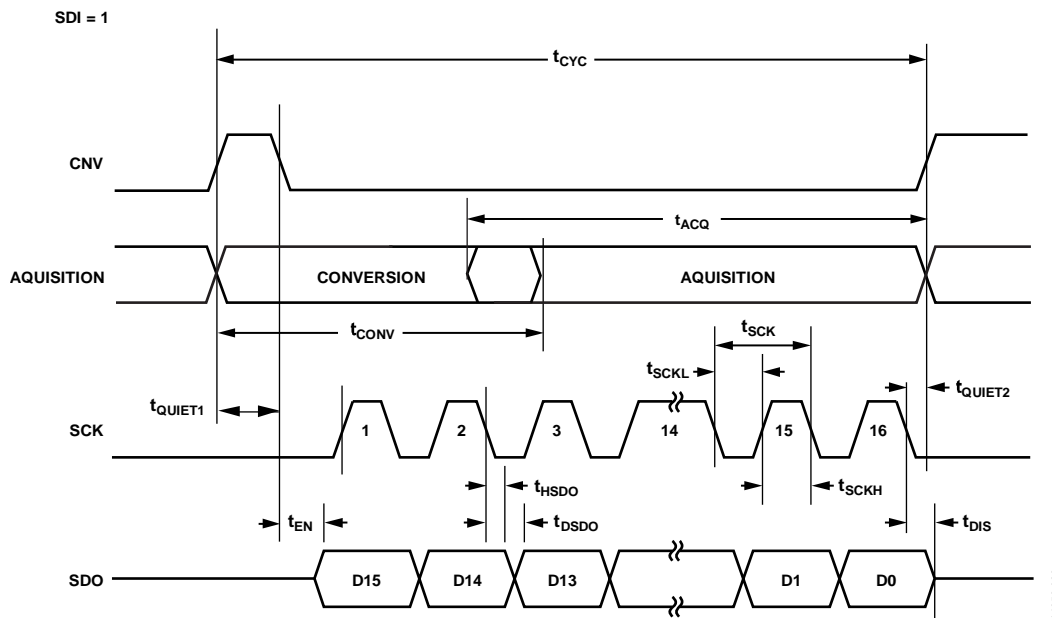 SDI = 1
tCYC
CNV
tACQ
AQUISITION
CONVERSION
AQUISITION
tCONV
tSCK
tSCKL
tQUIET1
tQUIET2
SCK
1
2
3
14
15
16
tHSDO
tSCKH
tEN
tDSDO
tDIS
SDO
D15
D14
D13
D1
D0